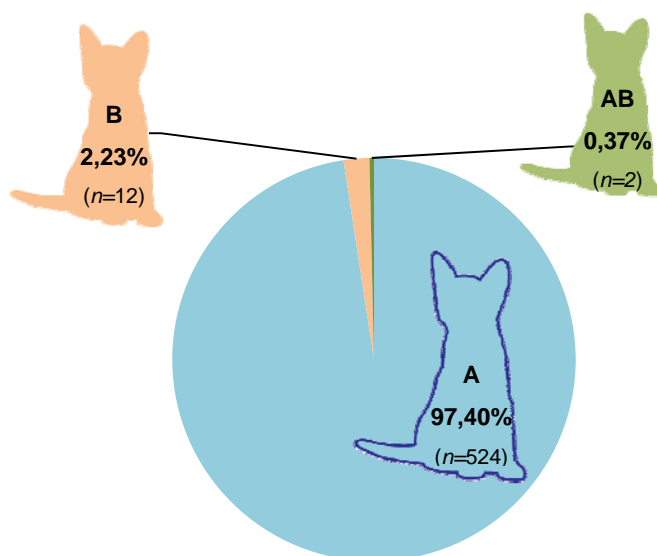 B
2,23%
(n=12)
AB
0,37%
(n=2)
A
97,40%
(n=524)